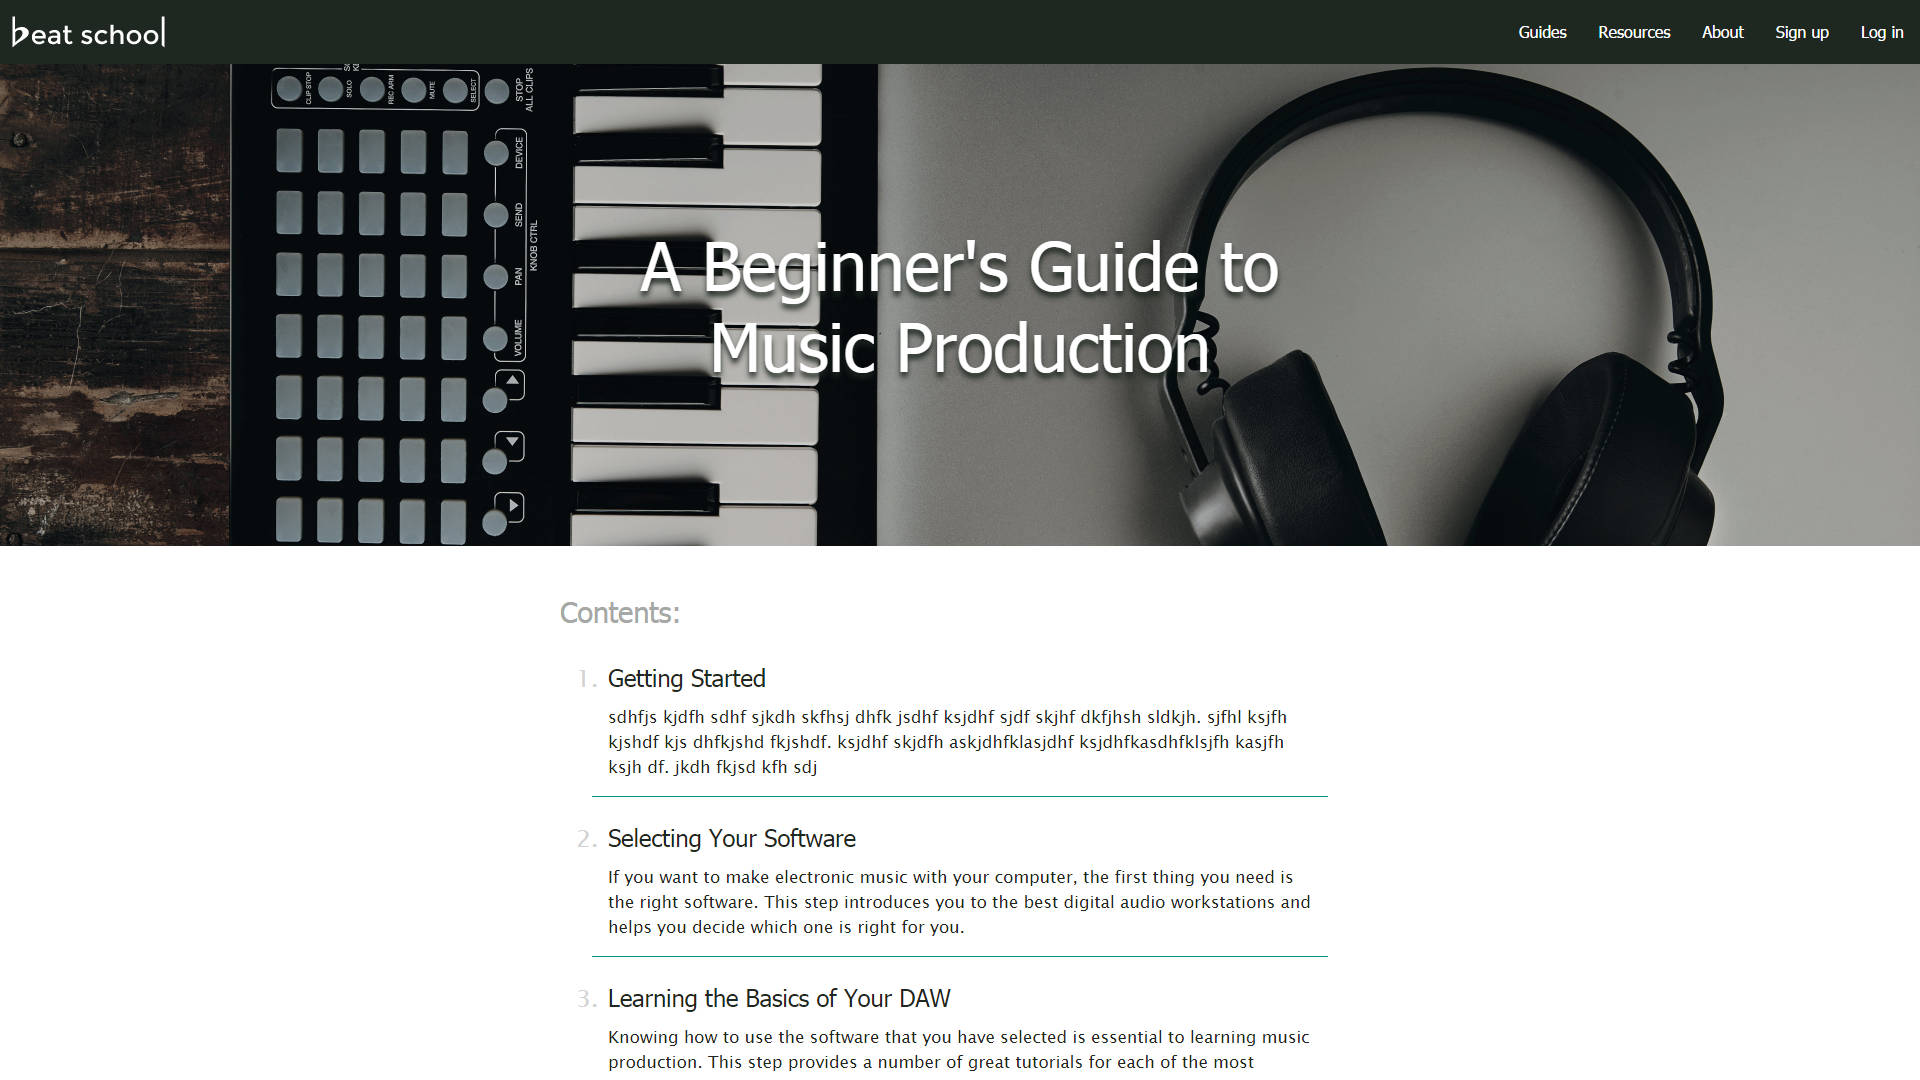 beat school
Guides Resources About Sign up Log in
CLIP STOP
SOLO
REC ARM
MUTE
SELECT
STOP
ALL CLIPS
DEVICE
SEND
PAN
VOLUME
KNOB CTRL
A Beginner's Guide to
Music Production
Contents:
1. Getting Started
sdhfjs kjdfh sdhf sjkdh skfhsj dhfk jsdhf ksjdhf sjdf skjhf dkfjhsh sldkjh. sjfhl ksjfh
kjshdf kjs dhfkjshd fkjshdf. ksjdhf skjdfh askjdhfklasjdhf ksjdhfkasdhfklsjfh kasjfh
ksjh df. jkdh fkjsd kfh sdj
2. Selecting Your Software
If you want to make electronic music with your computer, the first thing you need is
the right software. This step introduces you to the best digital audio workstations and
helps you decide which one is right for you.
3. Learning the Basics of Your DAW
Knowing how to use the software that you have selected is essential to learning music
production. This step provides a number of great tutorials for each of the most